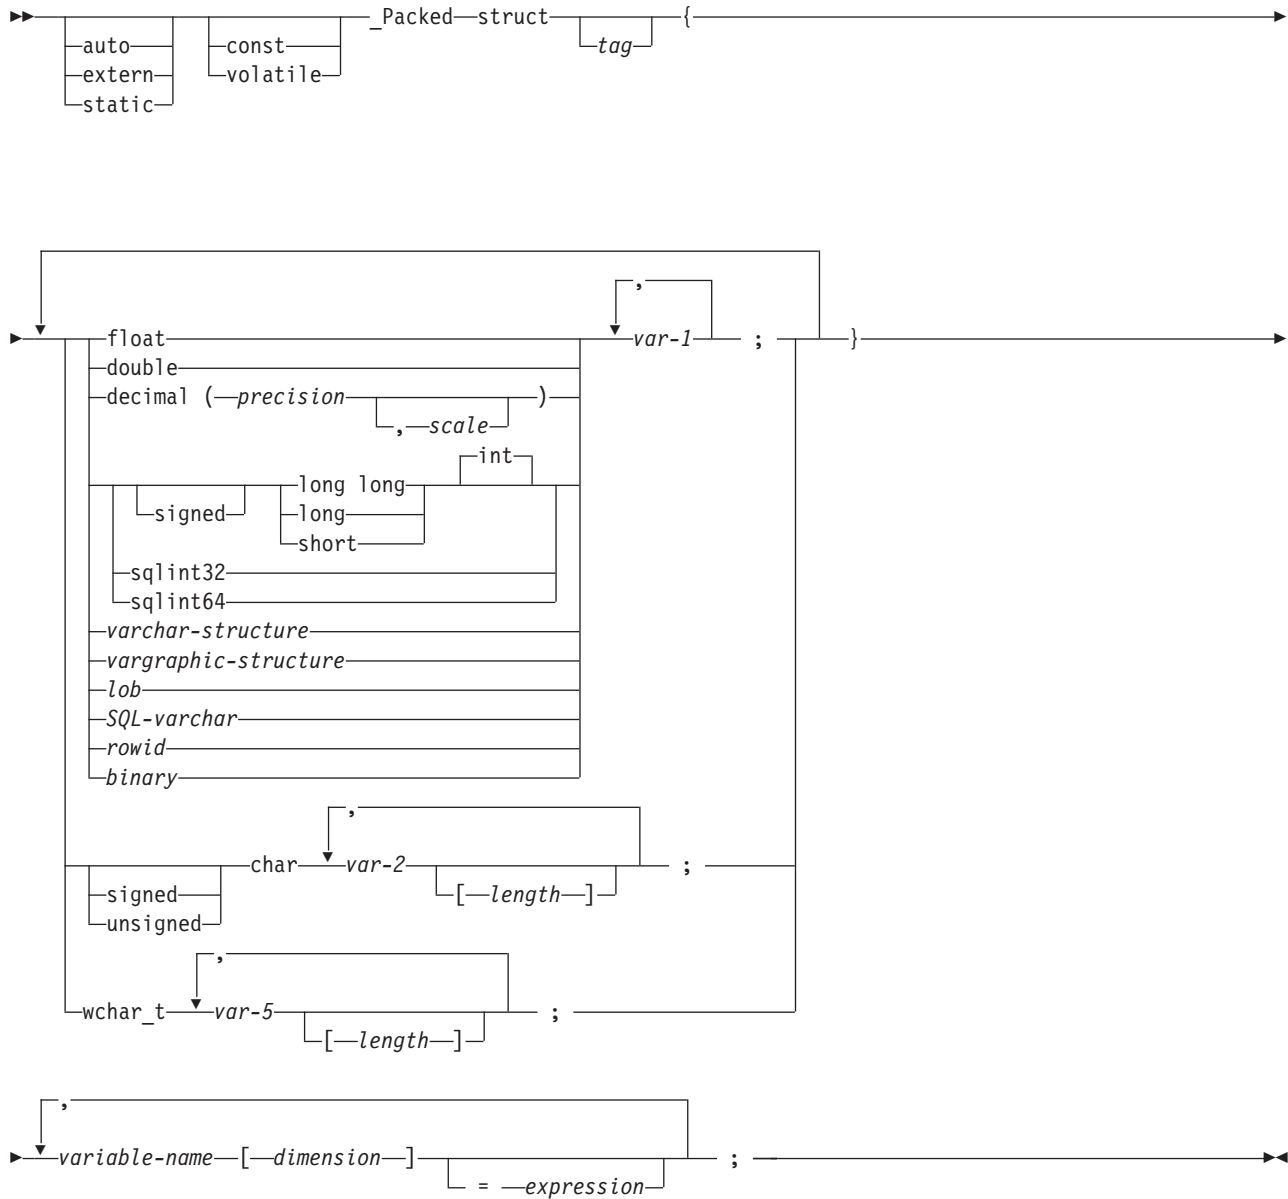 _Packed struct {
auto const tag
extern volatile
static
,
float var-1 ; }
double
decimal ( precision )
, scale
int
long long
signed long
short
sqlint32
sqlint64
varchar-structure
vargraphic-structure
lob
SQL-varchar
rowid
binary
,
char var-2 ;
signed [ length ]
unsigned
,
wchar_t var-5 ;
[ length ]
,
variable-name [ dimension ] ;
= expression